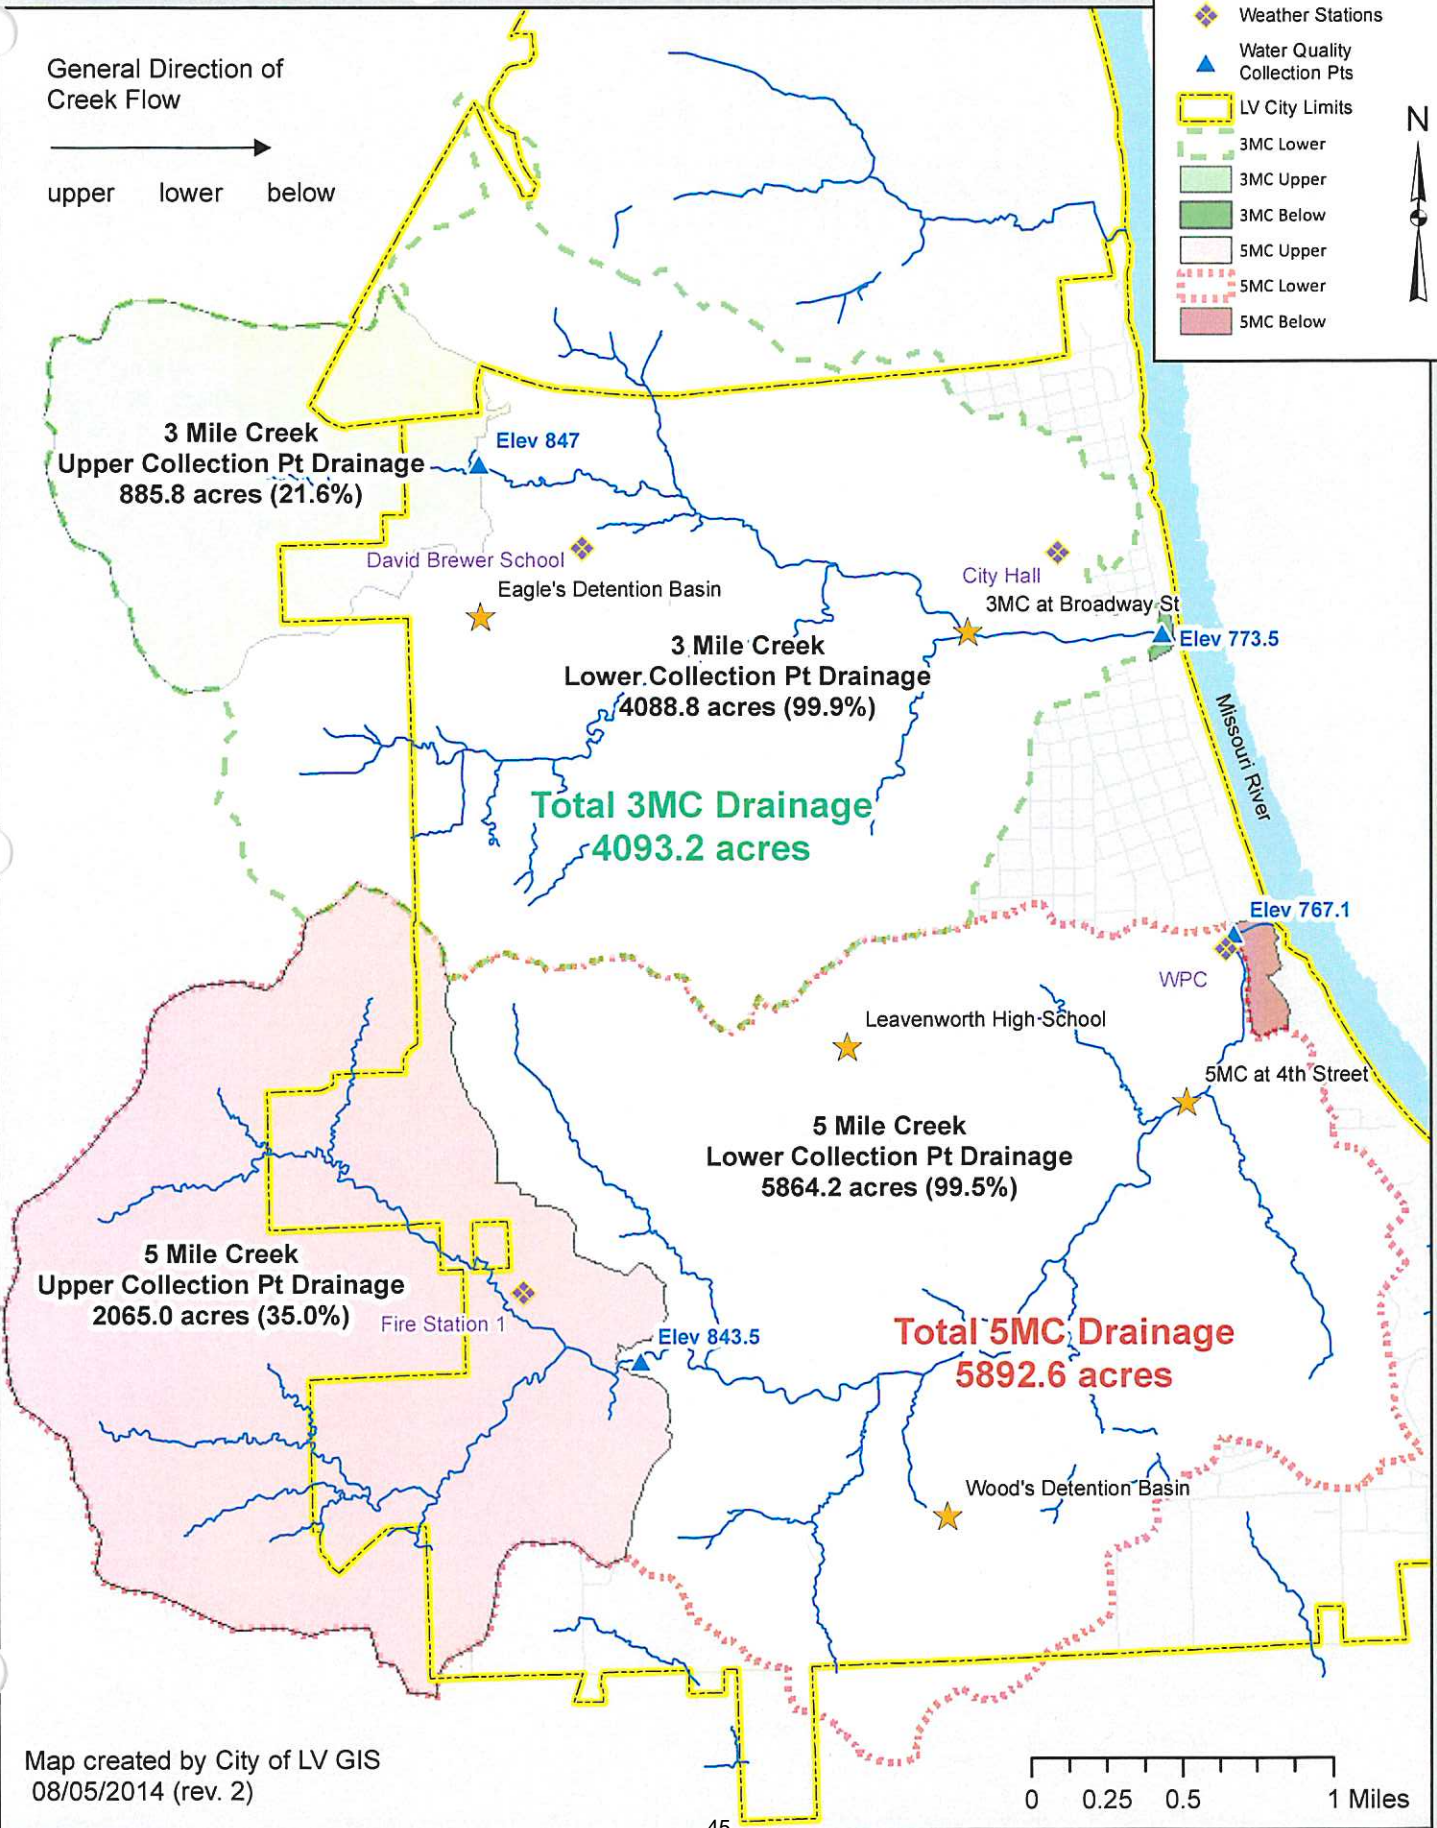 General Direction of
Creek Flow
upper lower below
Weather Stations
Water Quality
Collection Pts
LV City Limits
3MC Lower
3MC Upper
3MC Below
5MC Upper
5MC Lower
5MC Below
N
3 Mile Creek
Upper Collection Pt Drainage
885.8 acres (21.6%)
Elev 847
David Brewer School
Eagle's Detention Basin
City Hall
3MC at Broadway St
Elev 773.5
3 Mile Creek
Lower Collection Pt Drainage
4088.8 acres (99.9%)
Missouri River
Total 3MC Drainage
4093.2 acres
Elev 767.1
WPC
Leavenworth High School
5MC at 4th Street
5 Mile Creek
Lower Collection Pt Drainage
5864.2 acres (99.5%)
5 Mile Creek
Upper Collection Pt Drainage
2065.0 acres (35.0%)
Fire Station 1
Elev 843.5
Total 5MC Drainage
5892.6 acres
Wood's Detention Basin
Map created by City of LV GIS
08/05/2014 (rev. 2)
0 0.25 0.5 1 Miles
45